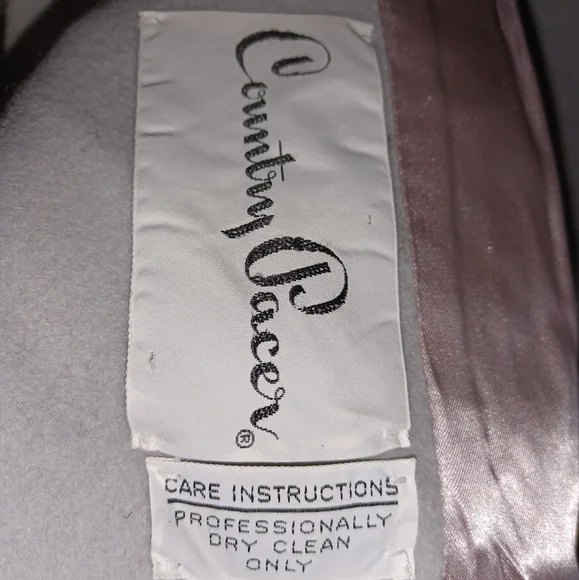 Country Pacer®
CARE INSTRUCTIONS
PROFESSIONALLY
DRY CLEAN
ONLY